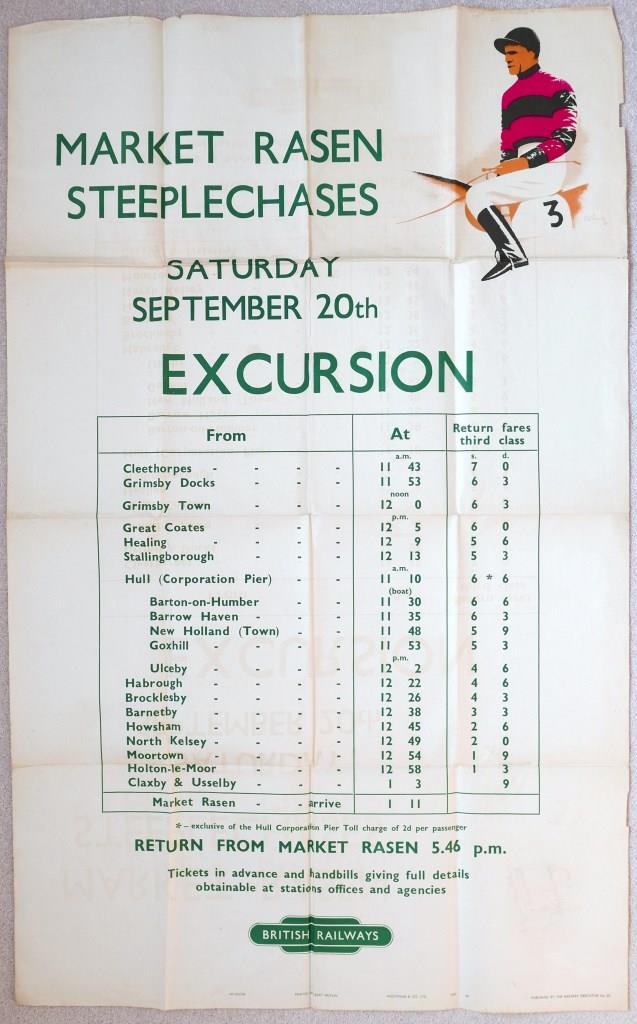 MARKET RASEN
STEEPLECHASES
3
SATURDAY
SEPTEMBER 20th
EXCURSION
From At Return fares third class
a.m. s. d.
Cleethorpes - - - - 11 43 7 0
Grimsby Docks - - - 11 53 6 3
noon
Grimsby Town - - - 12 0 6 3
p.m.
Great Coates - - - 12 5 6 0
Healing - - - - 12 9 5 6
Stallingborough - - - 12 13 5 3
a.m.
Hull (Corporation Pier) - - 11 10 6 * 6
(boat)
Barton-on-Humber - - 11 30 6 6
Barrow Haven - - - 11 35 6 3
New Holland (Town) - - 11 48 5 9
Goxhill - - - 11 53 5 3
p.m.
Ulceby - - - 12 2 4 6
Habrough - - - 12 22 4 6
Brocklesby - - - 12 26 4 3
Barnetby - - - 12 38 3 3
Howsham - - - 12 45 2 6
North Kelsey - - - - 12 49 2 0
Moortown - - - 12 54 1 9
Holton-le-Moor - - - 12 58 1 3
Claxby & Usselby - - - 1 3 9
Market Rasen - - arrive 1 11
* – exclusive of the Hull Corporation Pier Toll charge of 2d per passenger
RETURN FROM MARKET RASEN 5.46 p.m.
Tickets in advance and handbills giving full details
obtainable at stations offices and agencies
BRITISH RAILWAYS